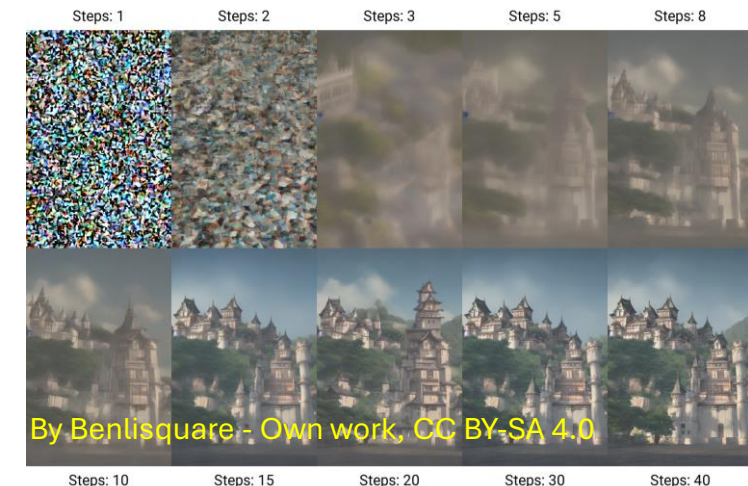 Steps: 1 Steps: 2 Steps: 3 Steps: 5 Steps: 8
By Benlisquare - Own work, CC BY-SA 4.0
Steps: 10 Steps: 15 Steps: 20 Steps: 30 Steps: 40